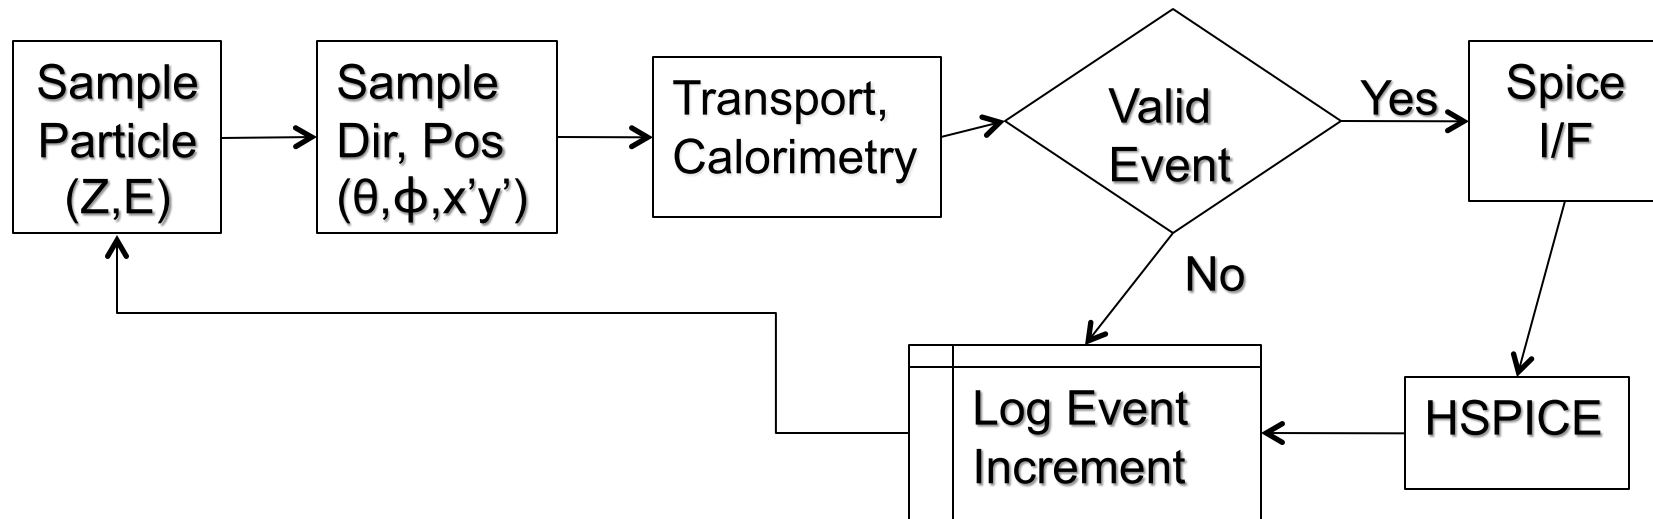 Sample
Particle
(Z,E)
Sample
Dir, Pos
(θ,ϕ,x’y’)
Transport,
Calorimetry
Valid
Event
Yes
Spice
I/F
No
Log Event
Increment
HSPICE